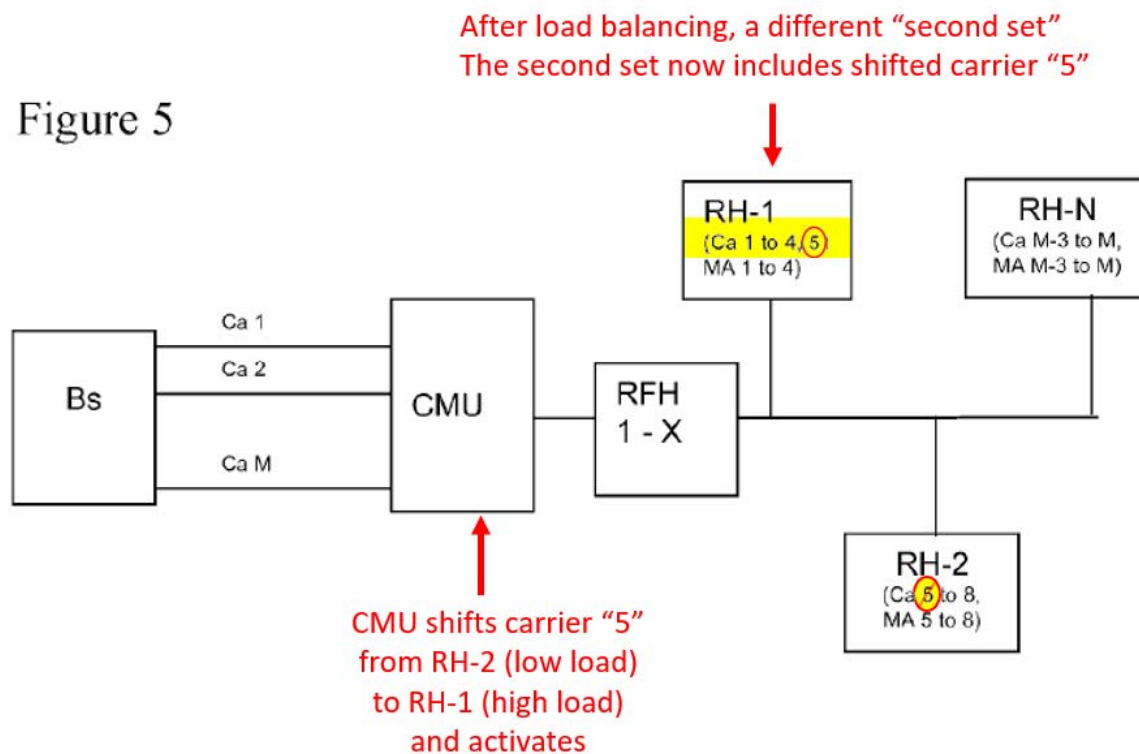 After load balancing, a different “second set”
The second set now includes shifted carrier “5”
Figure 5
RH-1
(Ca 1 to 4, 5
MA 1 to 4)
RH-N
(Ca M-3 to M,
MA M-3 to M)
Bs
Ca 1
Ca 2
Ca M
CMU
RFH
1 - X
RH-2
(Ca 5 to 8,
MA 5 to 8)
CMU shifts carrier “5”
from RH-2 (low load)
to RH-1 (high load)
and activates